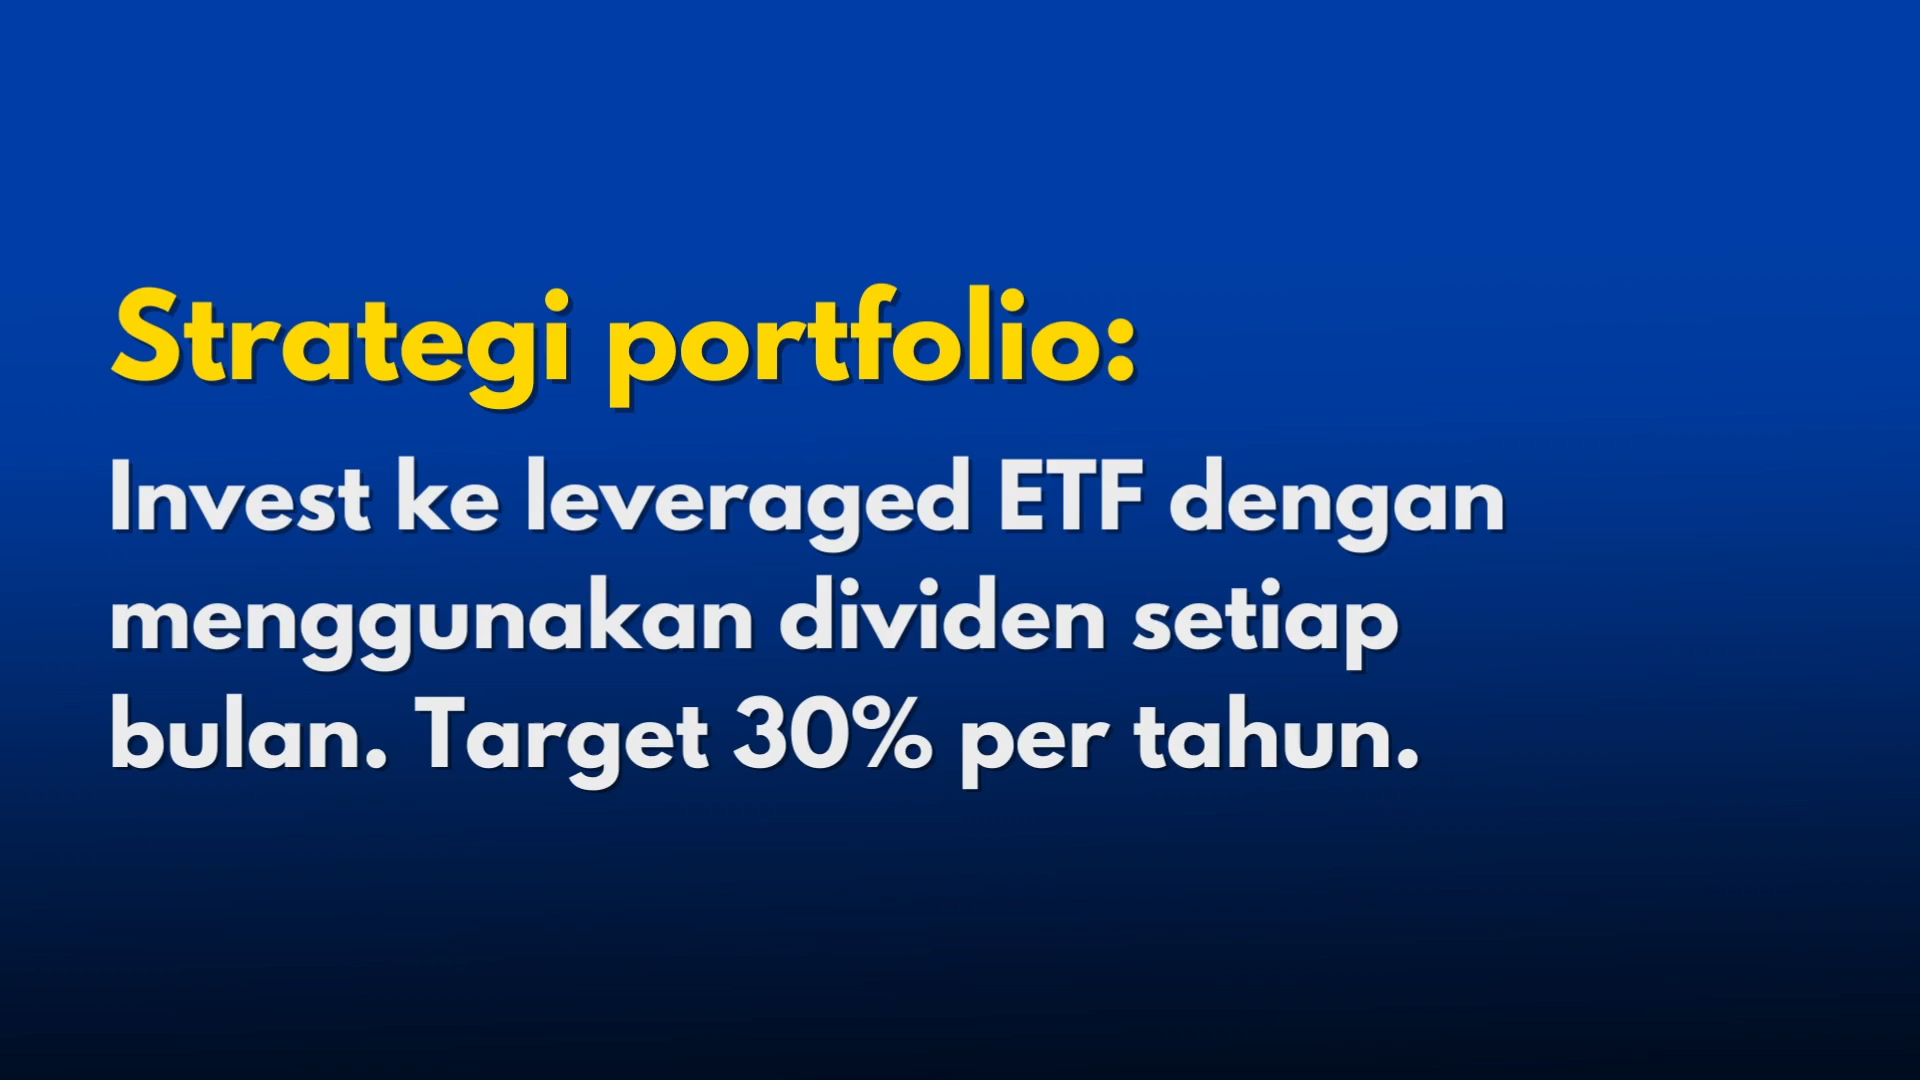 Strategi portfolio:
Invest ke leveraged ETF dengan
menggunakan dividen setiap
bulan. Target 30% per tahun.